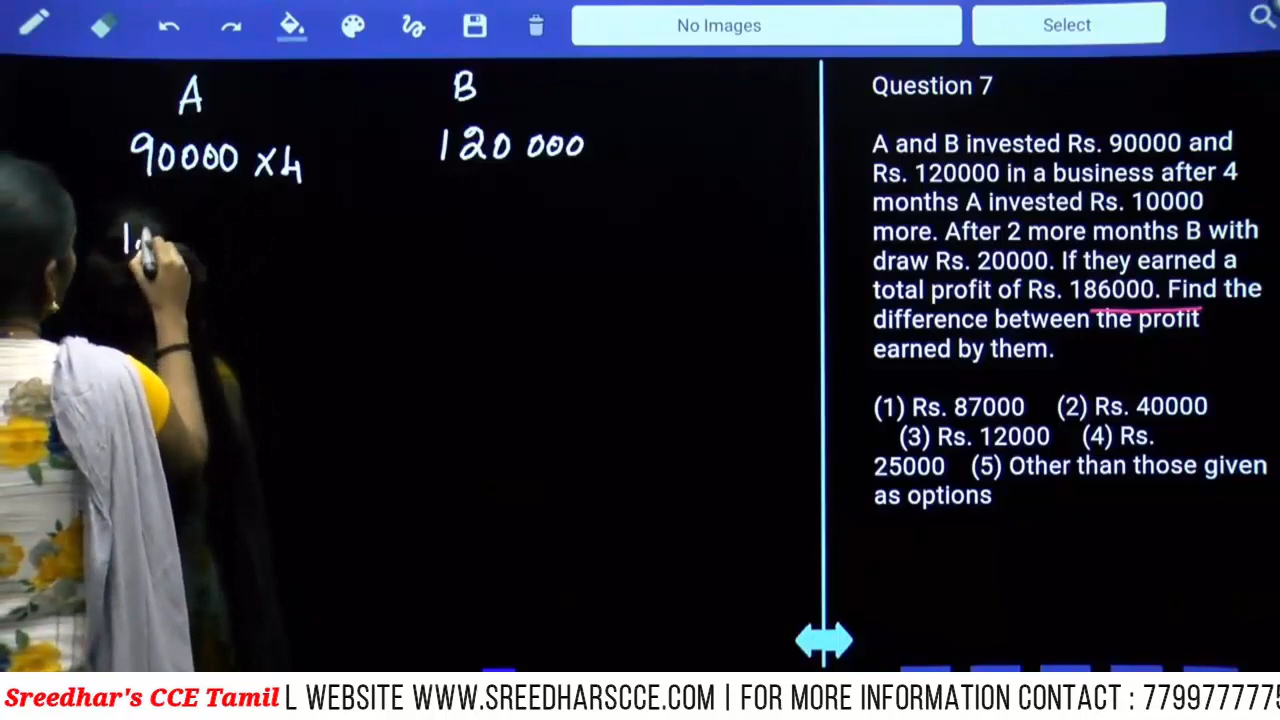 No Images
Select
A
B
90000 ×4
120 000
Question 7
A and B invested Rs. 90000 and
Rs. 120000 in a business after 4
months A invested Rs. 10000
more. After 2 more months B with
draw Rs. 20000. If they earned a
total profit of Rs. 186000. Find the
difference between the profit
earned by them.
(1) Rs. 87000 (2) Rs. 40000
(3) Rs. 12000 (4) Rs.
25000 (5) Other than those given
as options
Sreedhar's CCE Tamil L WEBSITE WWW.SREEDHARSCCE.COM | FOR MORE INFORMATION CONTACT : 7799777775